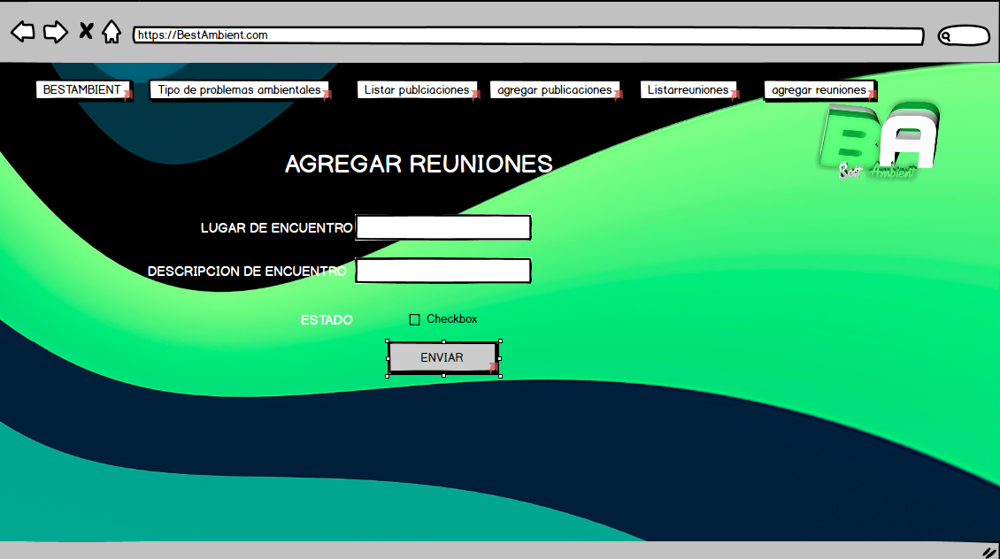 https://BestAmbient.com
BESTAMBIENT
Tipo de problemas ambientales
Listar publciaciones
agregar publicaciones
Listarreuniones
agregar reuniones
BA
Best Ambient
AGREGAR REUNIONES
LUGAR DE ENCUENTRO
DESCRIPCION DE ENCUENTRO
ESTADO
Checkbox
ENVIAR